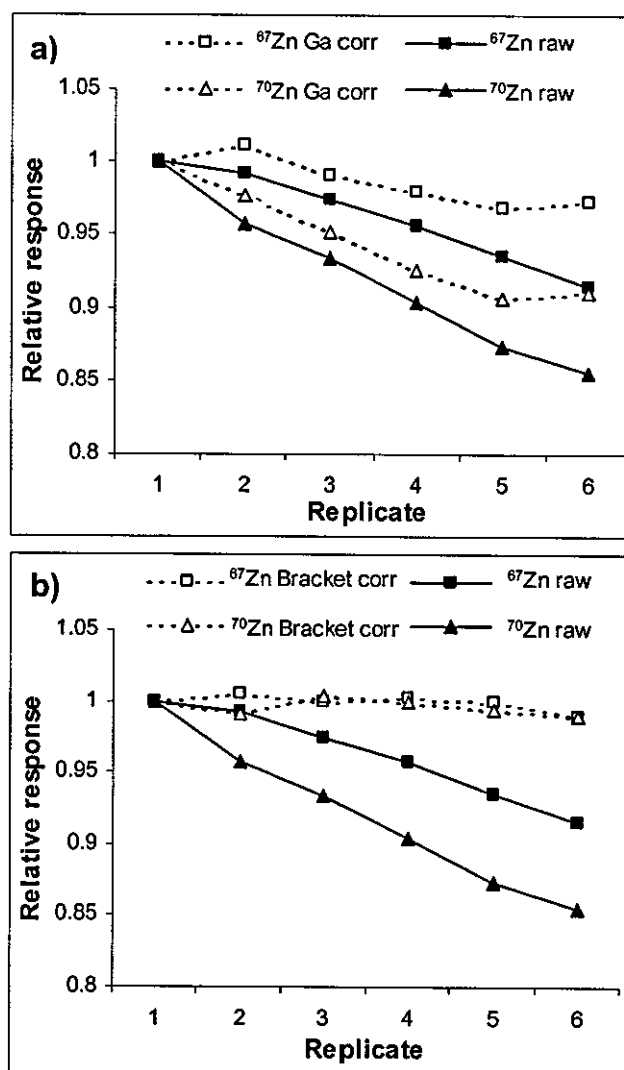 a)
⁶⁷Zn Ga corr ⁶⁷Zn raw
⁷⁰Zn Ga corr ⁷⁰Zn raw
Relative response
1.05
1
0.95
0.9
0.85
0.8
1 2 3 4 5 6
Replicate
b)
⁶⁷Zn Bracket corr ⁶⁷Zn raw
⁷⁰Zn Bracket corr ⁷⁰Zn raw
Relative response
1.05
1
0.95
0.9
0.85
0.8
1 2 3 4 5 6
Replicate